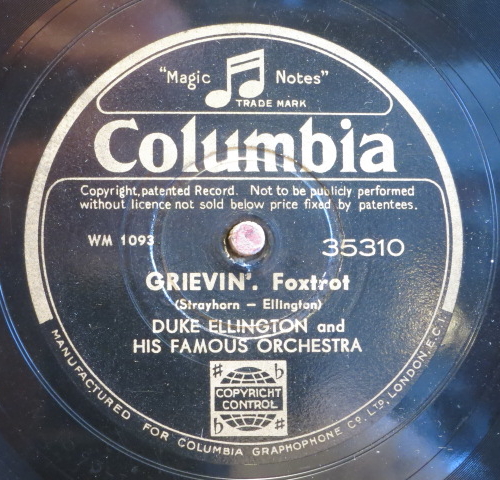 "Magic Notes"
TRADE MARK
Columbia
Copyright, patented Record. Not to be publicly performed
without licence not sold below price fixed by patentees.
WM 1093
35310
GRIEVIN'. Foxtrot
(Strayhorn – Ellington)
DUKE ELLINGTON and
HIS FAMOUS ORCHESTRA
COPYRIGHT
CONTROL
MANUFACTURED FOR COLUMBIA GRAPHOPHONE CO. LTD, LONDON, E.C.1.